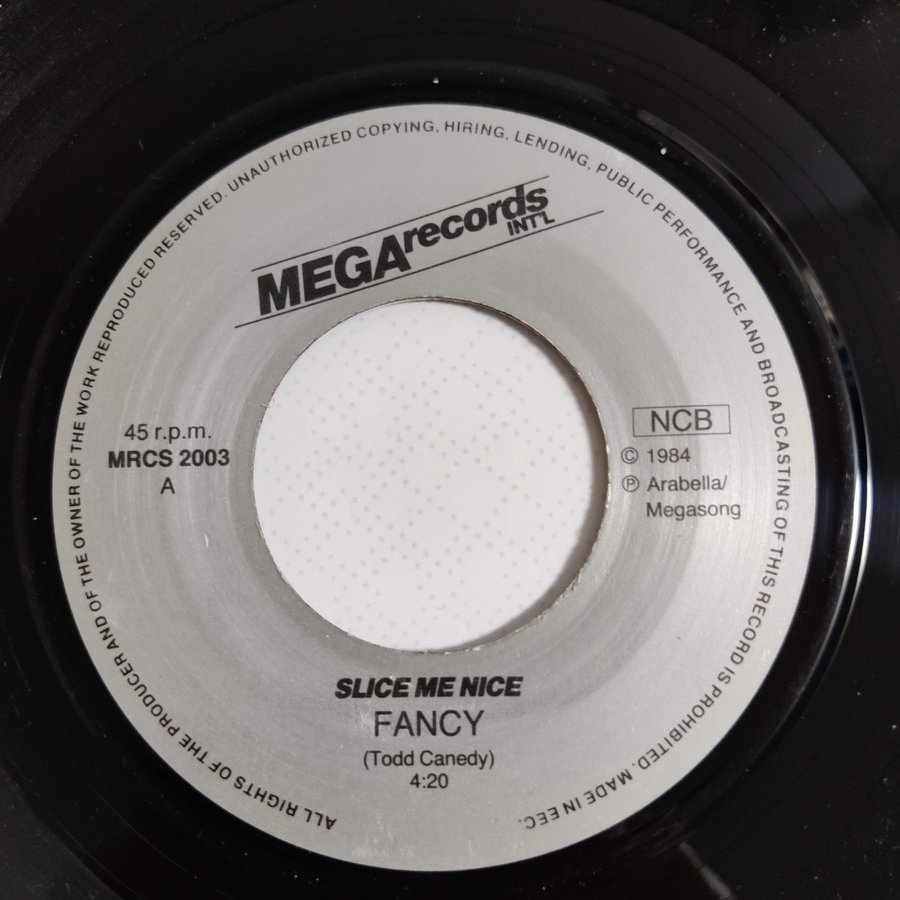 ALL RIGHTS OF THE PRODUCER AND OF THE OWNER OF THE WORK REPRODUCED RESERVED. UNAUTHORIZED COPYING, HIRING, LENDING, PUBLIC PERFORMANCE AND BROADCASTING OF THIS RECORD IS PROHIBITED. MADE IN EEC.
MEGA records
INT'L
45 r.p.m.
MRCS 2003
A
NCB
© 1984
℗ Arabella/
Megasong
SLICE ME NICE
FANCY
(Todd Canedy)
4:20